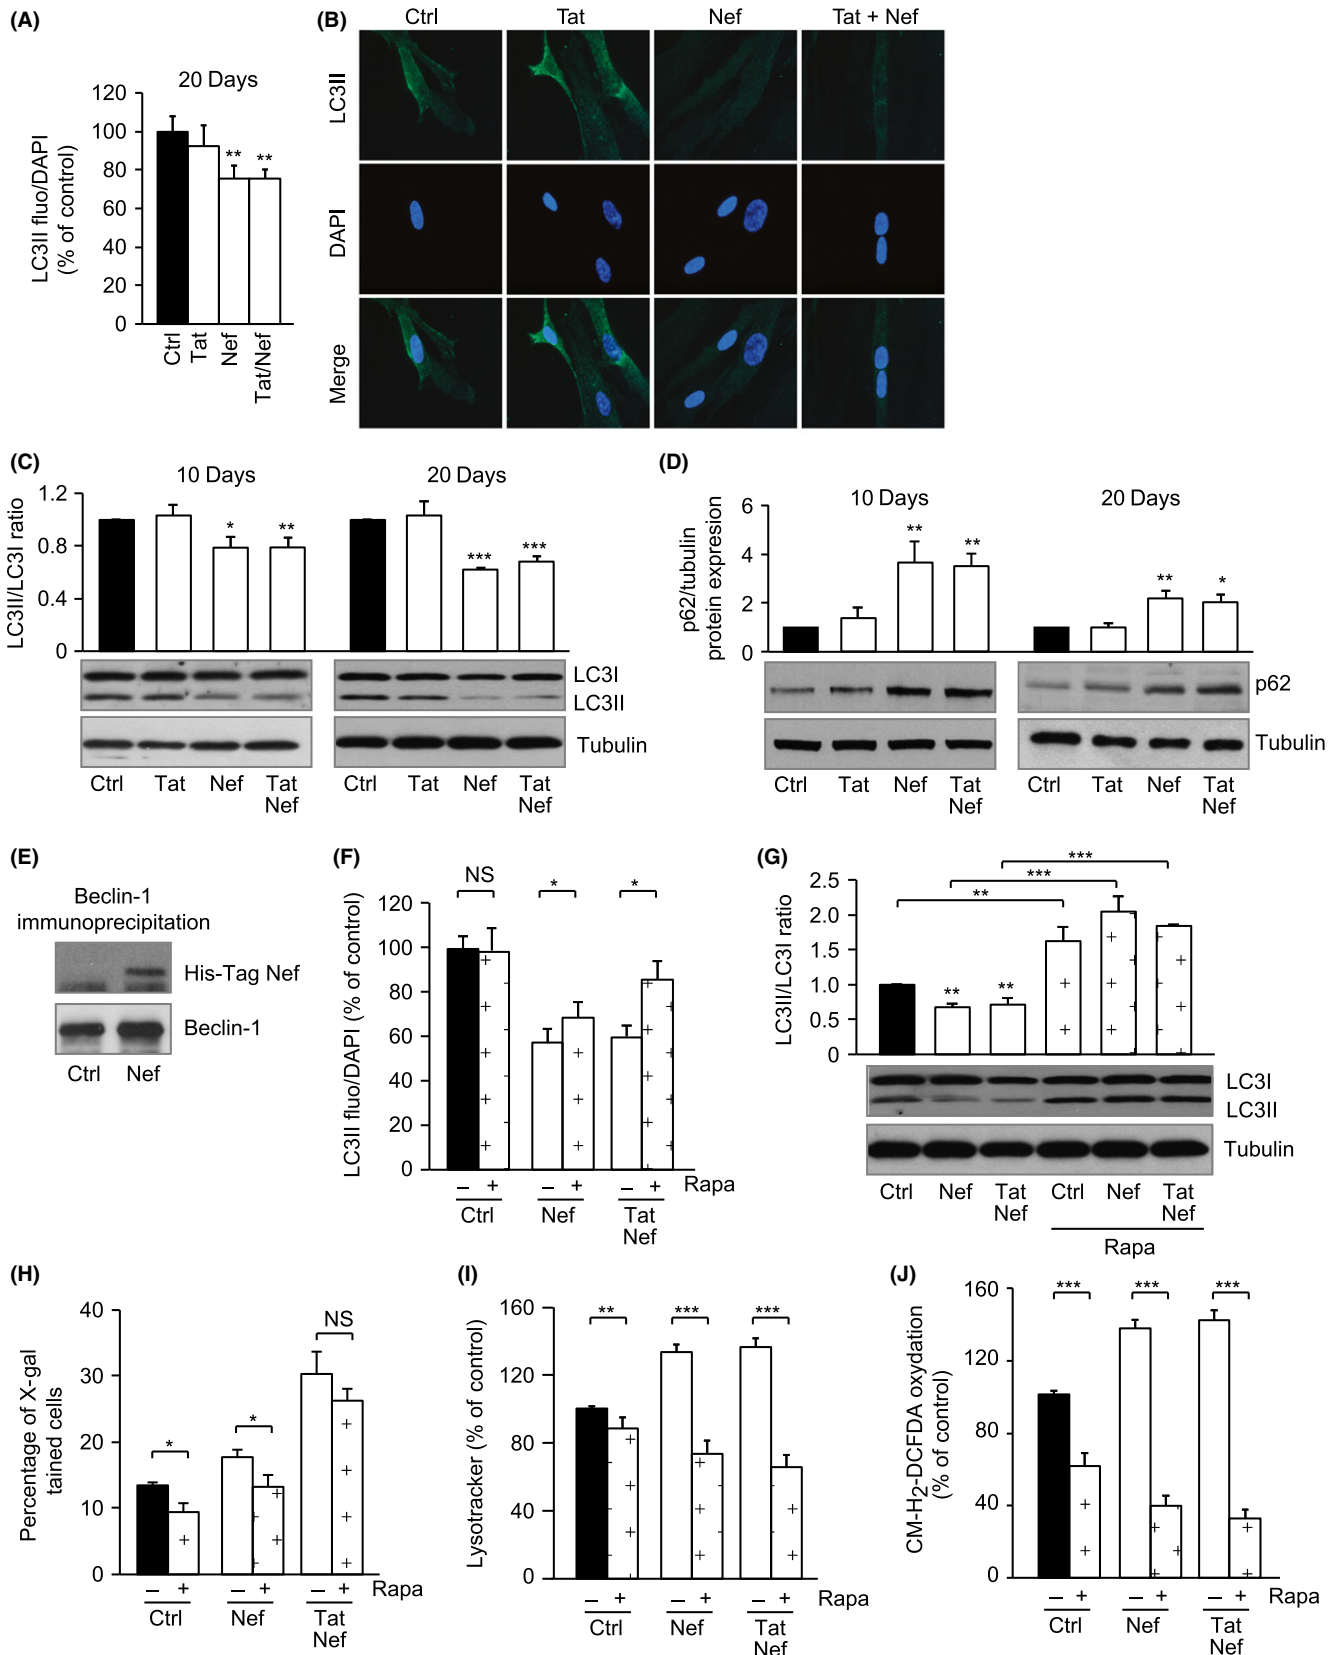 (A)
20 Days
LC3II fluo/DAPI
(% of control)
120
100
80
60
40
20
0
** **
Ctrl
Tat
Nef
Tat/Nef
(B)
Ctrl Tat Nef Tat + Nef
LC3II
DAPI
Merge
(C)
10 Days 20 Days
LC3II/LC3I ratio
1.2
0.8
0.4
0
* ** *** ***
LC3I
LC3II
Tubulin
Ctrl Tat Nef Tat Ctrl Tat Nef Tat
Nef Nef
(D)
10 Days 20 Days
p62/tubulin
protein expresion
6
4
2
0
** ** ** *
p62
Tubulin
Ctrl Tat Nef Tat Ctrl Tat Nef Tat
Nef Nef
(E)
Beclin-1
immunoprecipitation
His-Tag Nef
Beclin-1
Ctrl Nef
(F)
LC3II fluo/DAPI (% of control)
120
100
80
60
40
20
0
NS * *
– + – + – + Rapa
Ctrl Nef Tat
Nef
(G)
LC3II/LC3I ratio
2.5
2.0
1.5
1.0
0.5
0
***
***
**
** **
LC3I
LC3II
Tubulin
Ctrl Nef Tat Ctrl Nef Tat
Nef Nef
Rapa
(H)
Percentage of X-gal
tained cells
40
30
20
10
0
* * NS
– + – + – + Rapa
Ctrl Nef Tat
Nef
(I)
Lysotracker (% of control)
160
120
80
40
0
** *** ***
– + – + – + Rapa
Ctrl Nef Tat
Nef
(J)
CM-H2-DCFDA oxydation
(% of control)
160
120
80
40
0
*** *** ***
– + – + – + Rapa
Ctrl Nef Tat
Nef